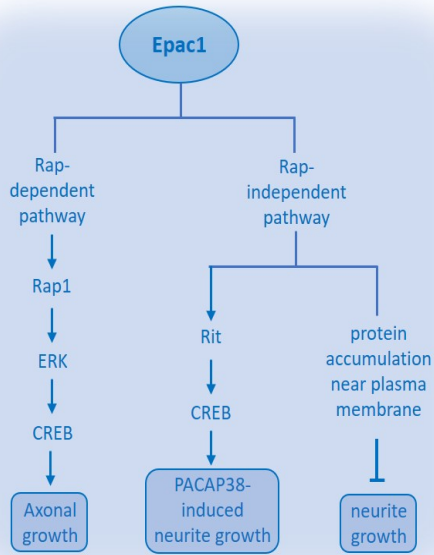 Epac1
Rap-
dependent
pathway
Rap1
ERK
CREB
Axonal
growth
Rap-
independent
pathway
Rit
CREB
PACAP38-
induced
neurite growth
protein
accumulation
near plasma
membrane
neurite
growth